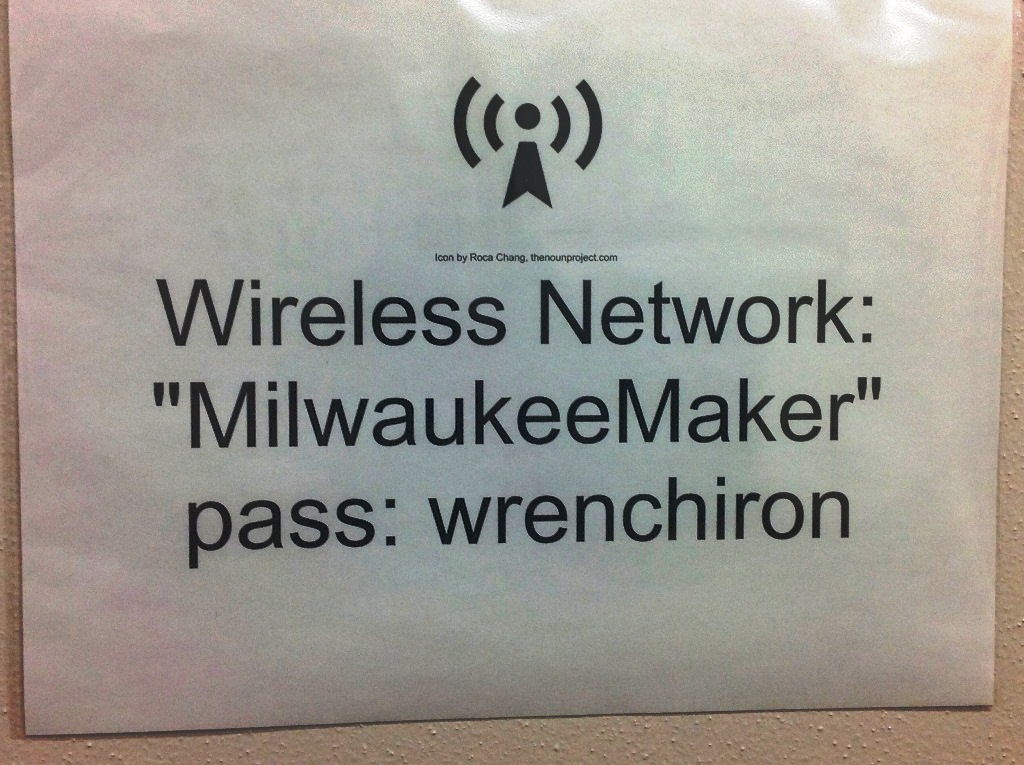 Icon by Roca Chang, thenounproject.com
Wireless Network:
"MilwaukeeMaker"
pass: wrenchiron